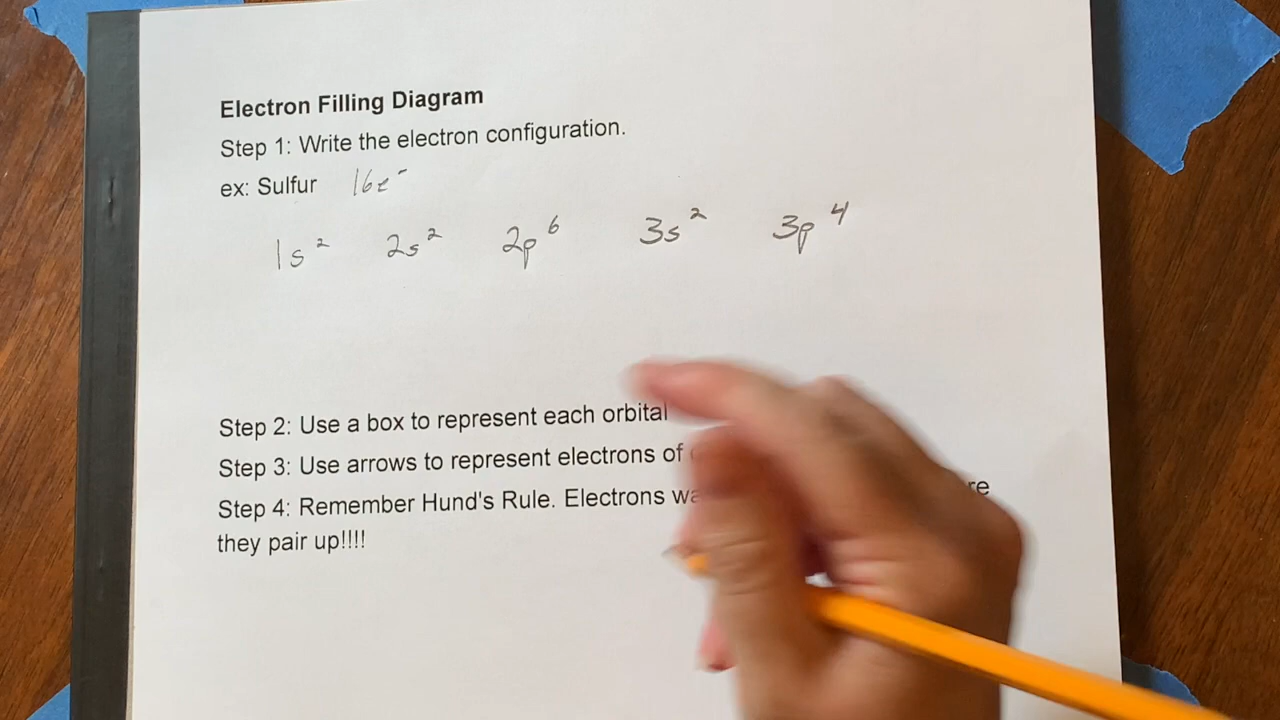 Electron Filling Diagram
Step 1: Write the electron configuration.
ex: Sulfur 16e⁻
1s² 2s² 2p⁶ 3s² 3p⁴
Step 2: Use a box to represent each orbital
Step 3: Use arrows to represent electrons of
Step 4: Remember Hund's Rule. Electrons
they pair up!!!!